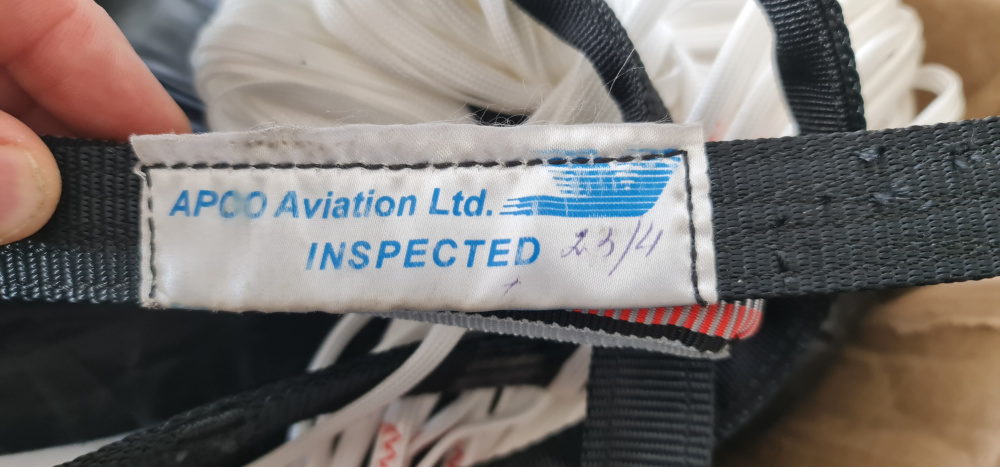 APCO Aviation Ltd.
INSPECTED 23/4